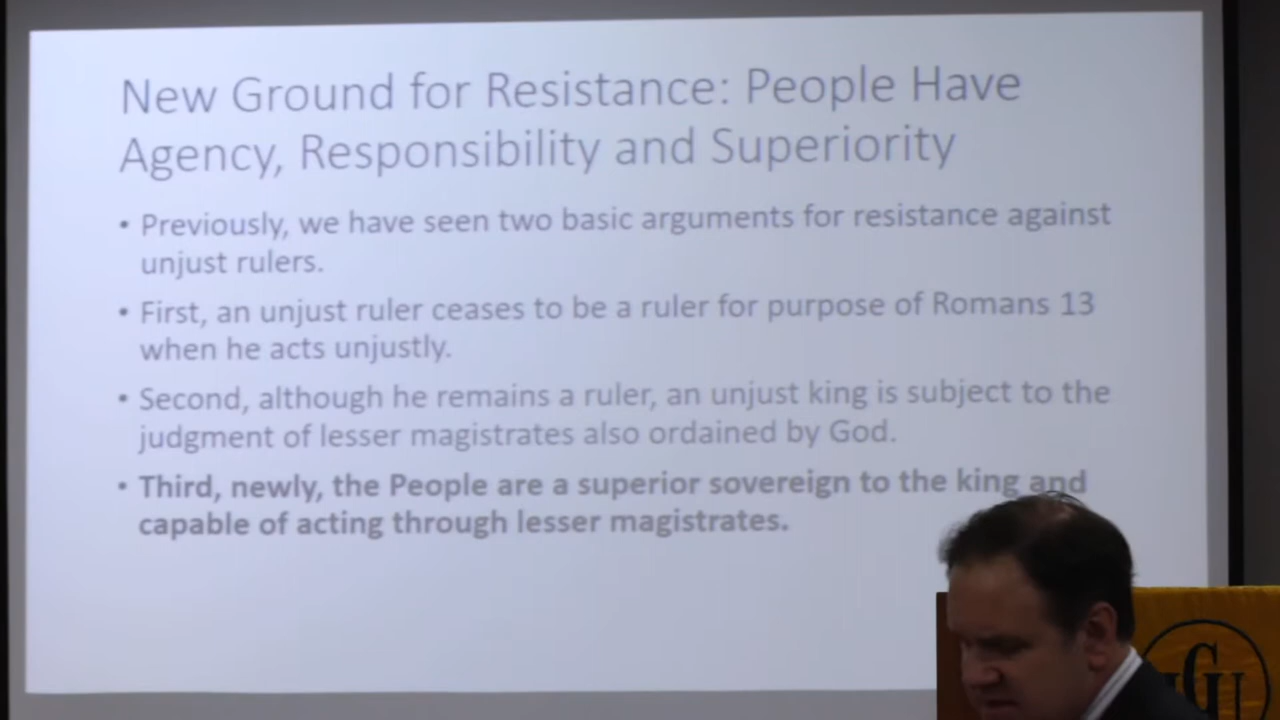 New Ground for Resistance: People Have
Agency, Responsibility and Superiority
• Previously, we have seen two basic arguments for resistance against
unjust rulers.
• First, an unjust ruler ceases to be a ruler for purpose of Romans 13
when he acts unjustly.
• Second, although he remains a ruler, an unjust king is subject to the
judgment of lesser magistrates also ordained by God.
• Third, newly, the People are a superior sovereign to the king and
capable of acting through lesser magistrates.